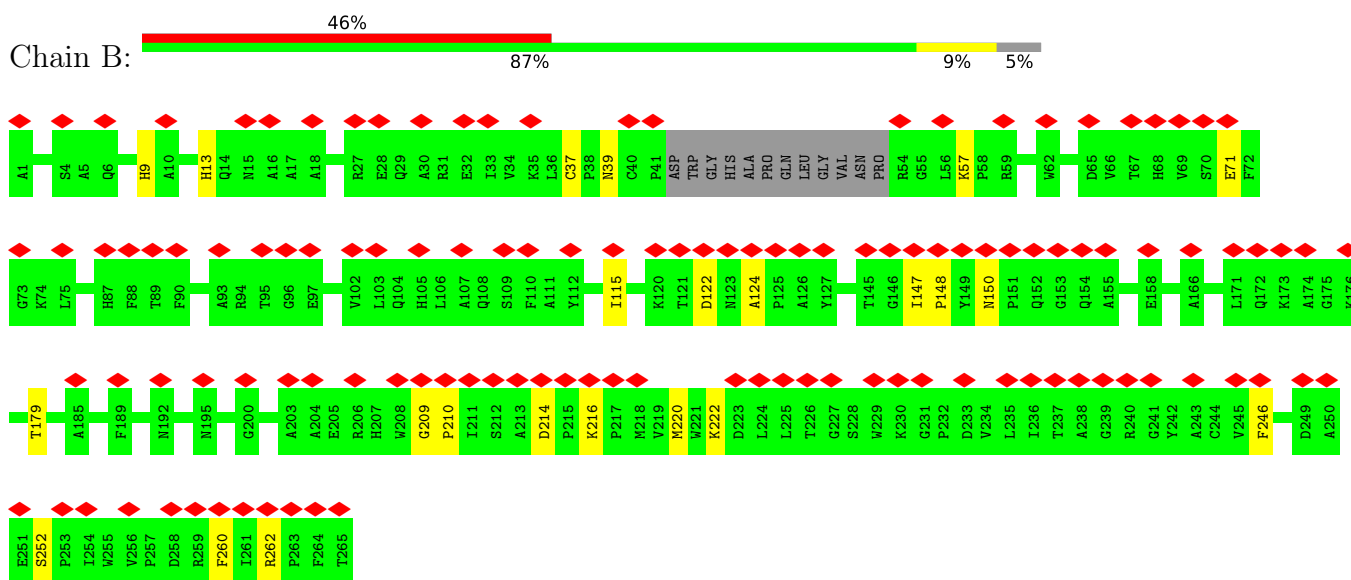 46%
Chain B:
87% 9% 5%
A1 S4 A5 Q6 H9 A10 H13 Q14 N15 A16 A17 A18 R27 E28 Q29 A30 R31 E32 I33 V34 K35 L36 C37 P38 N39 C40 P41 ASP TRP GLY HIS ALA PRO GLN LEU GLY VAL ASN PRO R54 G55 L56 K57 P58 R59 W62 D65 V66 T67 H68 V69 S70 E71 F72
G73 K74 L75 H87 F88 T89 F90 A93 R94 T95 G96 E97 V102 L103 Q104 H105 L106 A107 Q108 S109 F110 A111 Y112 I115 K120 T121 D122 N123 A124 P125 A126 Y127 T145 G146 I147 P148 Y149 N150 P151 Q152 G153 Q154 A155 E158 A166 L171 Q172 K173 A174 G175 K176
T179 A185 F189 N192 N195 G200 A203 A204 E205 R206 H207 W208 G209 P210 I211 S212 A213 D214 P215 K216 P217 M218 V219 M220 W221 K222 D223 L224 L225 T226 G227 S228 W229 K230 G231 P232 D233 V234 L235 I236 T237 A238 G239 R240 G241 Y242 A243 C244 V245 F246 D249 A250
E251 S252 P253 I254 W255 V256 P257 D258 R259 F260 I261 R262 P263 F264 T265